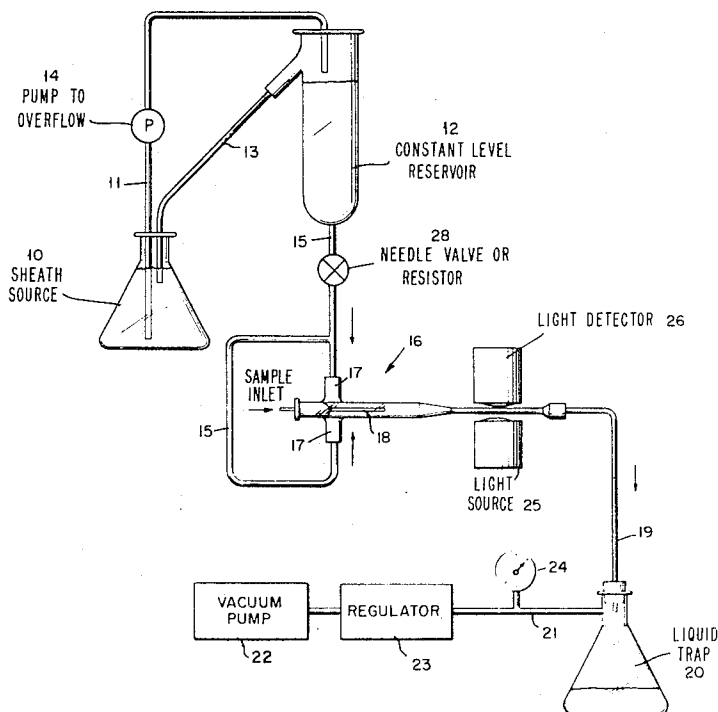 14
PUMP TO
OVERFLOW
P
11
13
12
CONSTANT LEVEL
RESERVOIR
10
SHEATH
SOURCE
15
28
NEEDLE VALVE OR
RESISTOR
LIGHT DETECTOR 26
16
17
SAMPLE
INLET
15
17
18
LIGHT
SOURCE 25
19
24
VACUUM
PUMP
REGULATOR
21
22
23
LIQUID
TRAP
20